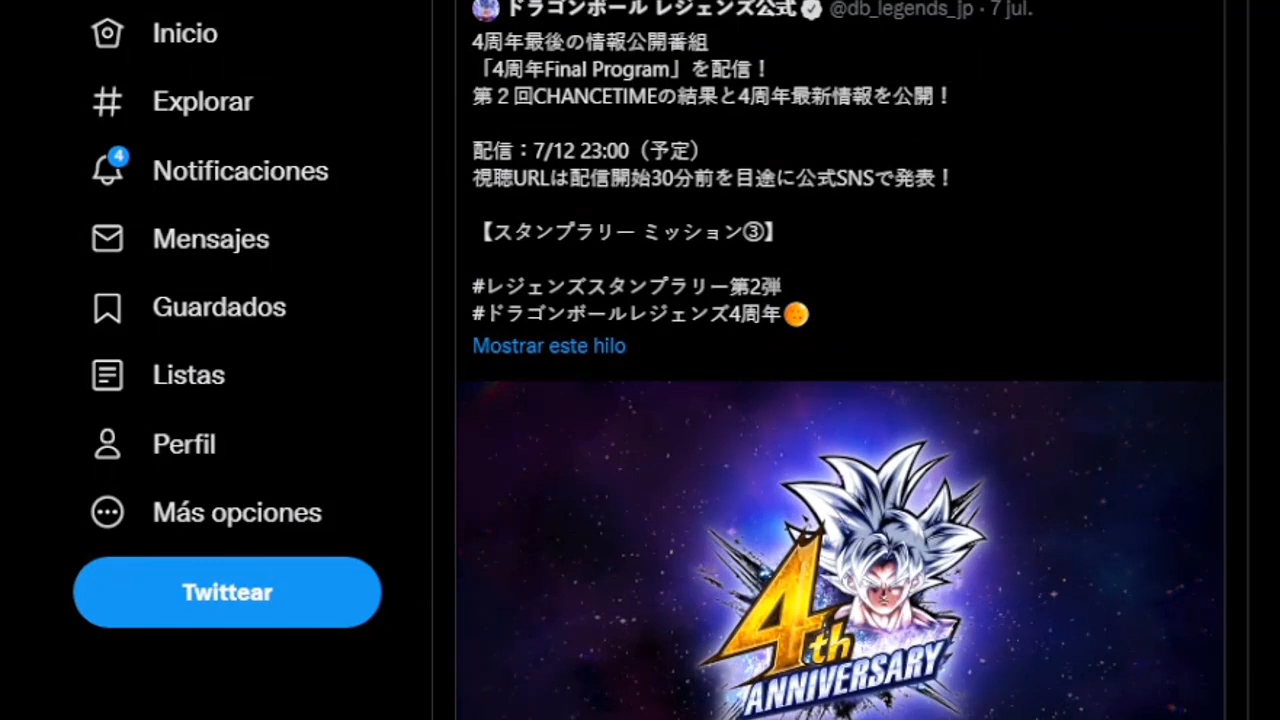 Inicio
Explorar
4
Notificaciones
Mensajes
Guardados
Listas
Perfil
Más opciones
Twittear
ドラゴンボール レジェンズ公式 @db_legends_jp · 7 jul.
4周年最後の情報公開番組
「4周年Final Program」を配信！
第２回CHANCETIMEの結果と4周年最新情報を公開！
配信：7/12 23:00（予定）
視聴URLは配信開始30分前を目途に公式SNSで発表！
【スタンプラリー ミッション③】
#レジェンズスタンプラリー第2弾
#ドラゴンボールレジェンズ4周年
Mostrar este hilo
4th
ANNIVERSARY